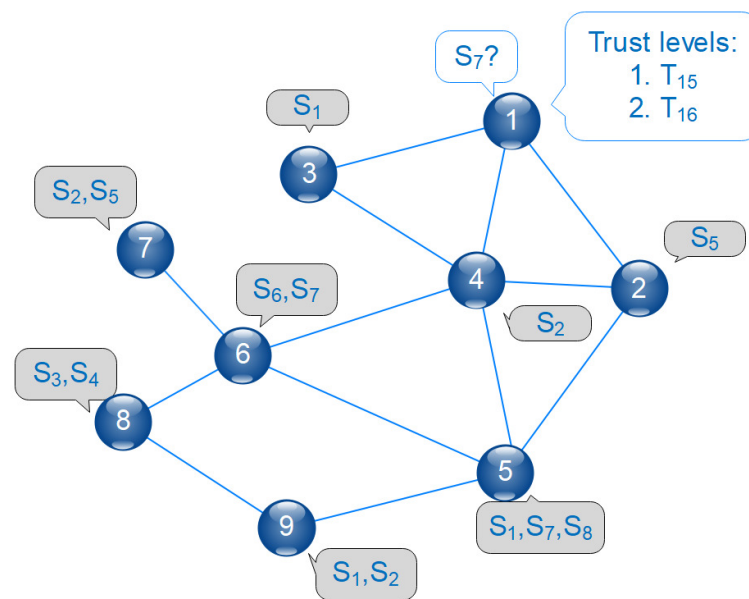 Trust levels:
1. T₁₅
2. T₁₆
S₇?
1
S₁
3
S₂,S₅
7
S₅
2
4
S₂
S₆,S₇
6
S₃,S₄
8
5
S₁,S₇,S₈
9
S₁,S₂